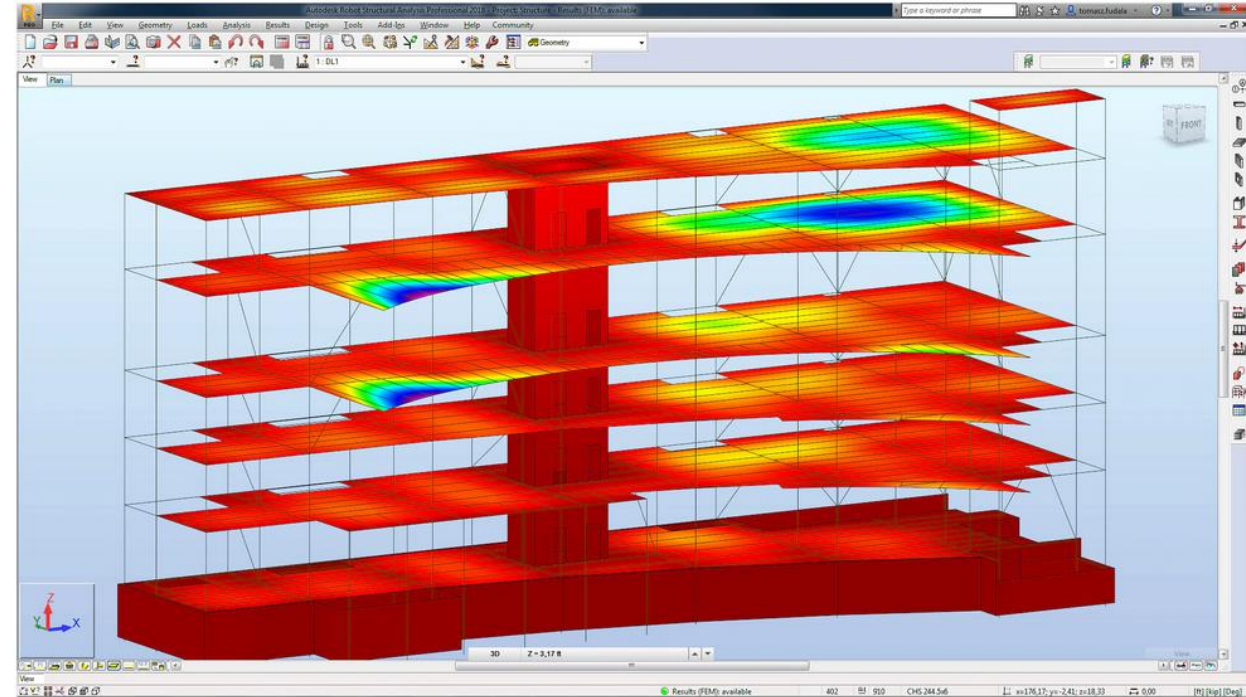 Autodesk Robot Structural Analysis Professional 2018 - Project: Structure - Results (FEM): available
Type a keyword or phrase
tomasz.fudala
PRO
File Edit View Geometry Loads Analysis Results Design Tools Add-Ins Window Help Community
Geometry
1 : DL1
View Plan
FRONT
Z
Y X
3D Z = 3,17 ft
View
View
Results (FEM): available 402 910 CHS 244.5x6 x=176,17; y=-2,41; z=18,33 0,00 [ft] [kip] [Deg]